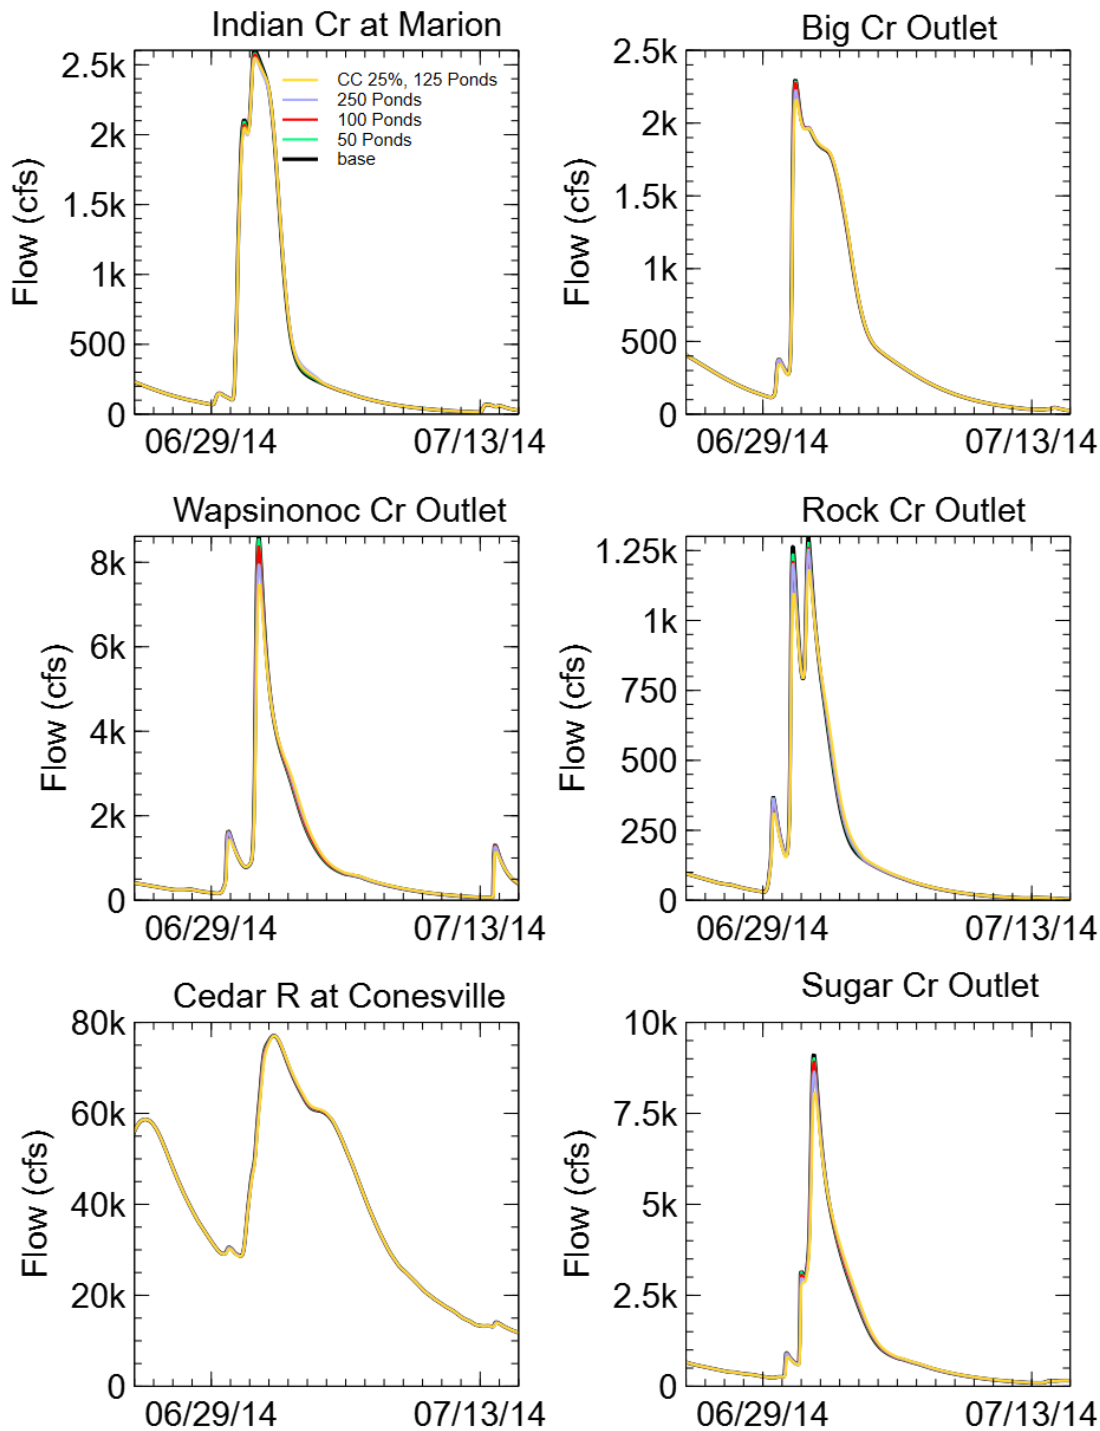 Indian Cr at Marion
2.5k
2k
1.5k
1k
500
0
Flow (cfs)
CC 25%, 125 Ponds
250 Ponds
100 Ponds
50 Ponds
base
06/29/14 07/13/14
Big Cr Outlet
2.5k
2k
1.5k
1k
500
0
Flow (cfs)
06/29/14 07/13/14
Wapsinonoc Cr Outlet
8k
6k
4k
2k
0
Flow (cfs)
06/29/14 07/13/14
Rock Cr Outlet
1.25k
1k
750
500
250
0
Flow (cfs)
06/29/14 07/13/14
Cedar R at Conesville
80k
60k
40k
20k
0
Flow (cfs)
06/29/14 07/13/14
Sugar Cr Outlet
10k
7.5k
5k
2.5k
0
Flow (cfs)
06/29/14 07/13/14